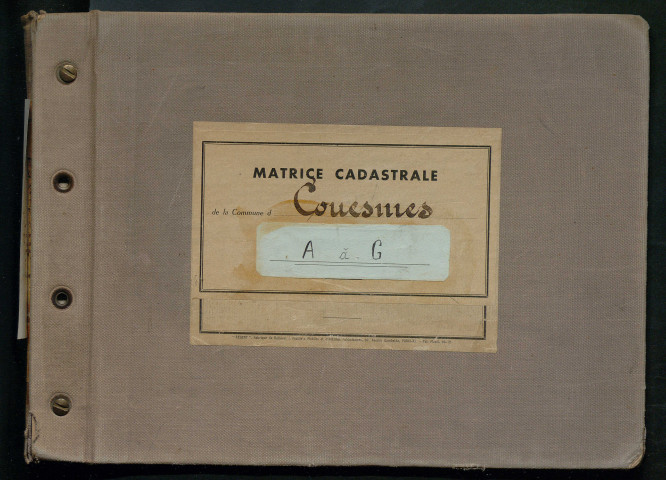 MATRICE CADASTRALE
de la Commune d Couesmes
A à G